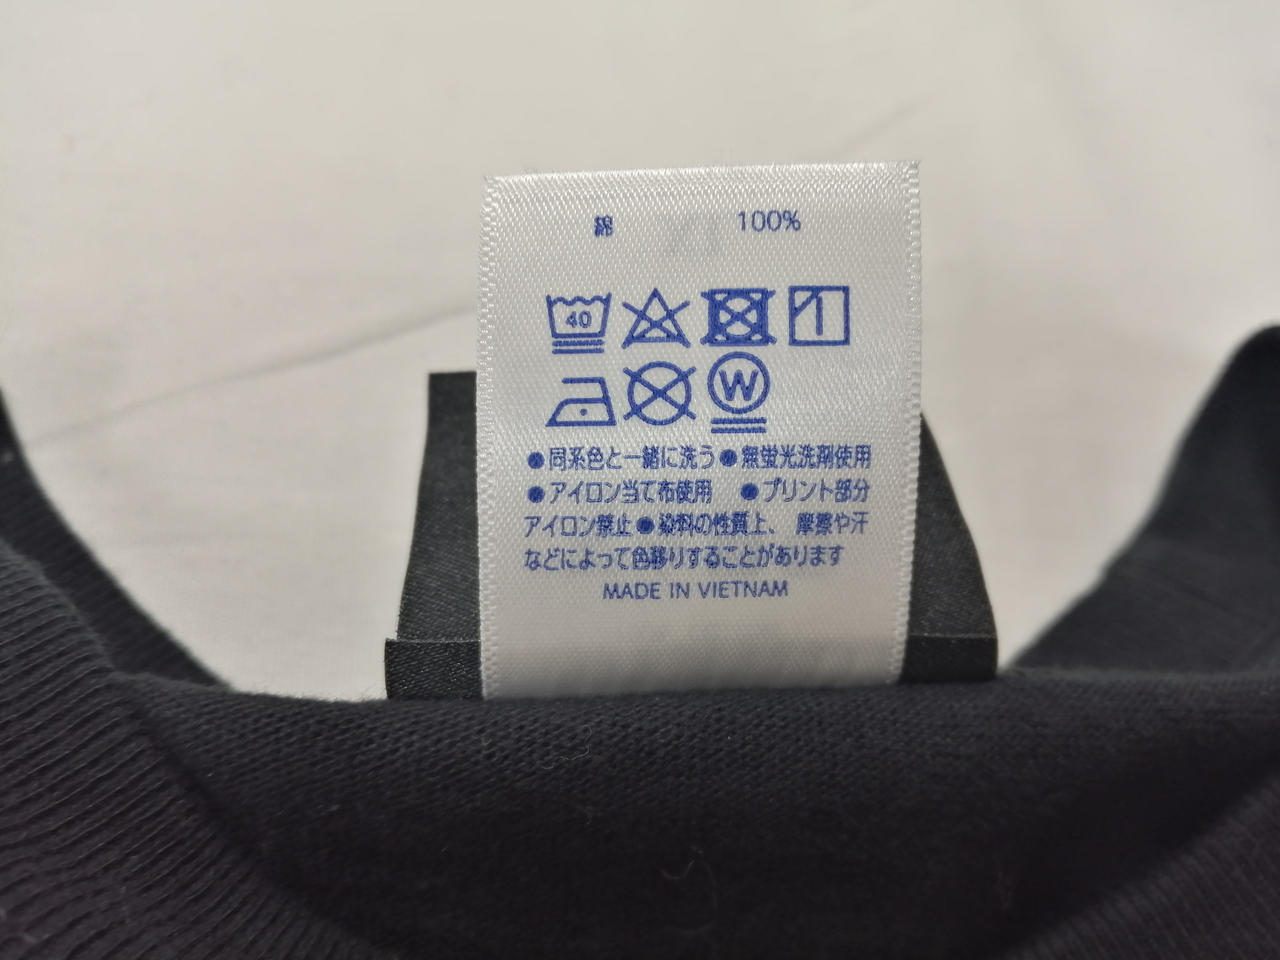 綿 100%
40
W
●同系色と一緒に洗う●無蛍光洗剤使用
●アイロン当て布使用 ●プリント部分
アイロン禁止●染料の性質上、摩擦や汗
などによって色移りすることがあります
MADE IN VIETNAM